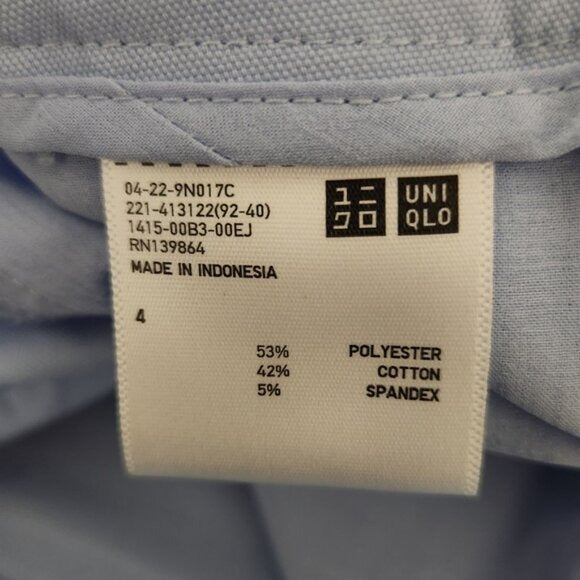 04-22-9N017C
221-413122(92-40)
1415-00B3-00EJ
RN139864
MADE IN INDONESIA
ユニ
クロ
UNI
QLO
4
53% POLYESTER
42% COTTON
5% SPANDEX